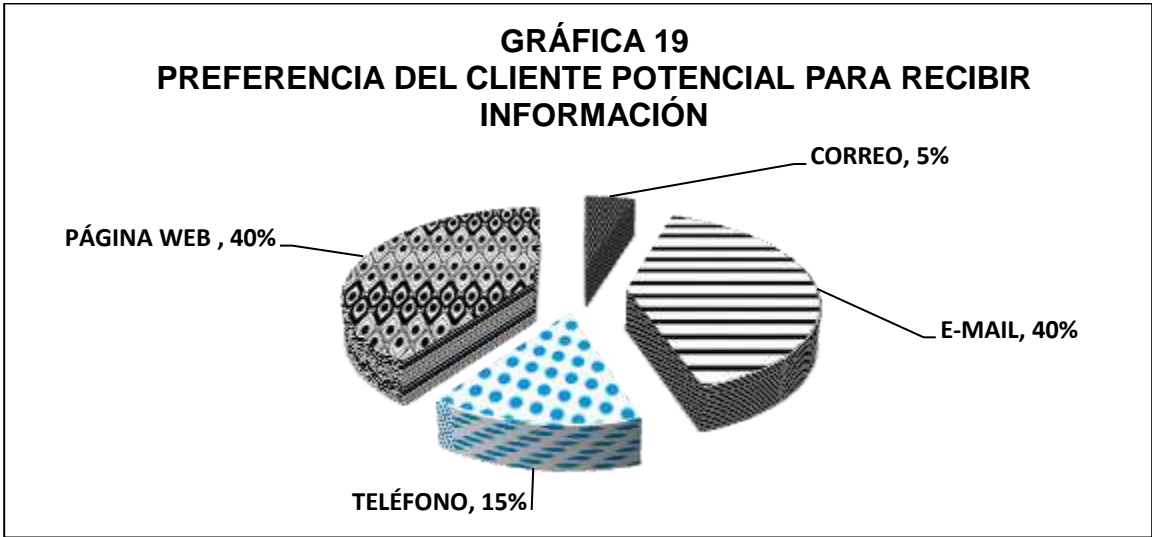 GRÁFICA 19
PREFERENCIA DEL CLIENTE POTENCIAL PARA RECIBIR
INFORMACIÓN
CORREO, 5%
PÁGINA WEB , 40%
E-MAIL, 40%
TELÉFONO, 15%